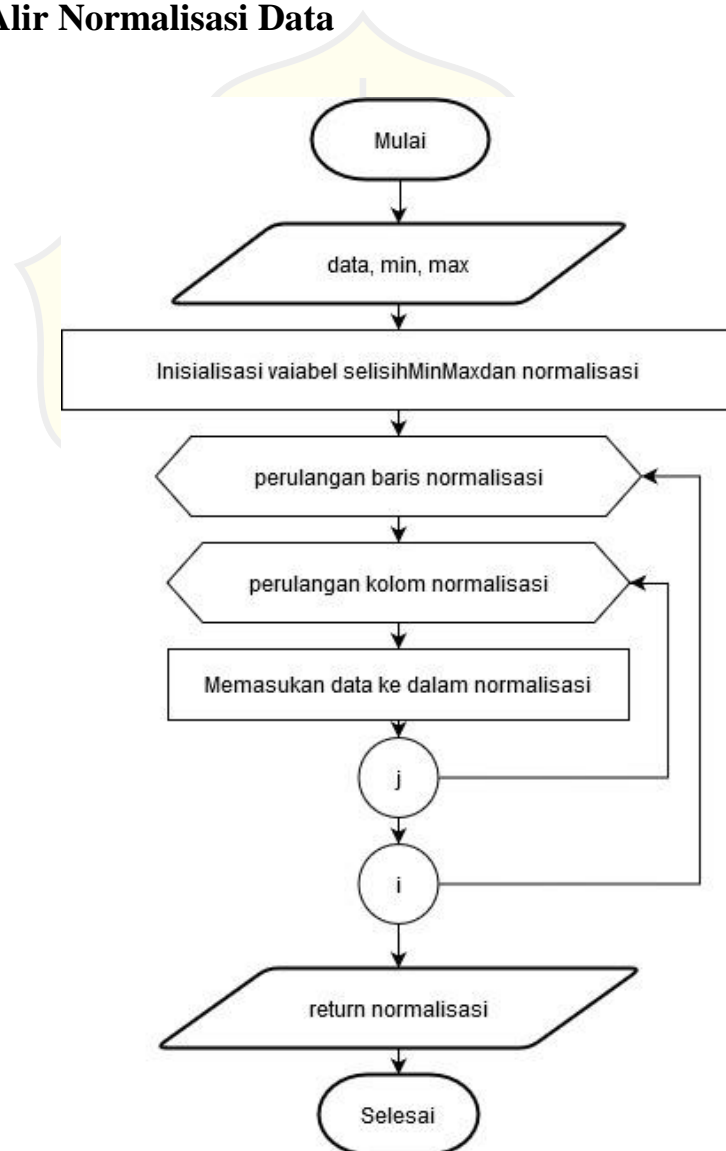 Alir Normalisasi Data
Mulai
data, min, max
Inisialisasi vaiabel selisihMinMaxdan normalisasi
perulangan baris normalisasi
perulangan kolom normalisasi
Memasukan data ke dalam normalisasi
j
i
return normalisasi
Selesai